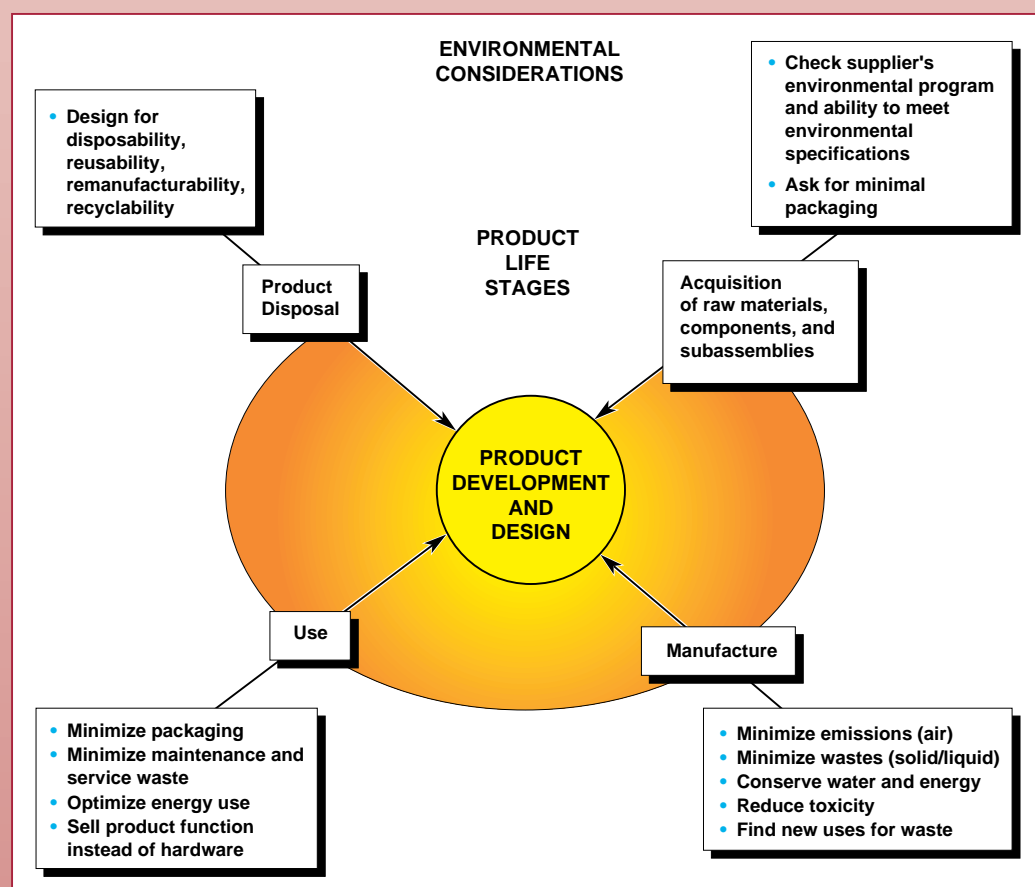 ENVIRONMENTAL
CONSIDERATIONS
• Design for
disposability,
reusability,
remanufacturability,
recyclability
• Check supplier's
environmental program
and ability to meet
environmental
specifications
• Ask for minimal
packaging
PRODUCT
LIFE
STAGES
Product
Disposal
Acquisition
of raw materials,
components, and
subassemblies
PRODUCT
DEVELOPMENT
AND
DESIGN
Use
Manufacture
• Minimize packaging
• Minimize maintenance and
service waste
• Optimize energy use
• Sell product function
instead of hardware
• Minimize emissions (air)
• Minimize wastes (solid/liquid)
• Conserve water and energy
• Reduce toxicity
• Find new uses for waste